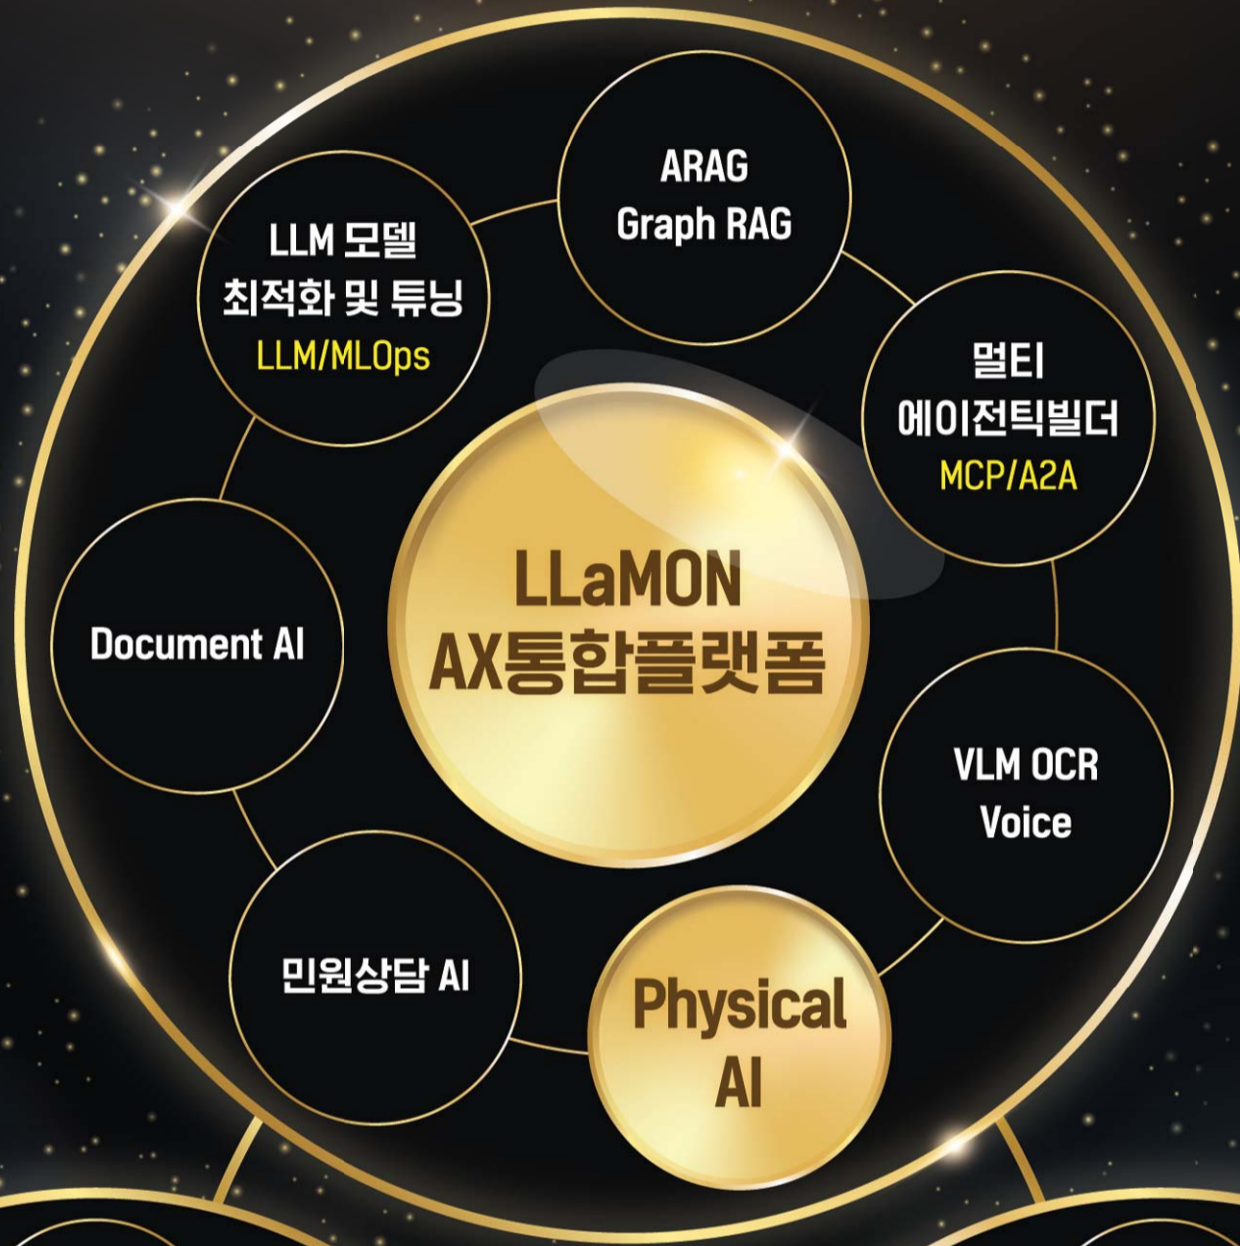 ARAG
Graph RAG
LLM 모델
최적화 및 튜닝
LLM/MLOps
멀티
에이전틱빌더
MCP/A2A
LLaMON
AX통합플랫폼
Document AI
VLM OCR
Voice
민원상담 AI
Physical
AI